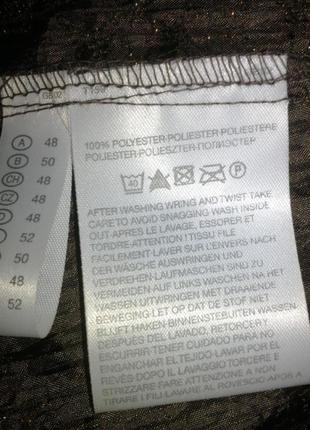 G802
A 48
B 50
CH 48
CZ 48
D 48
52
50
48
52
100% POLYESTER-POLIESTER-POLIESTERE
POLIESTER-POLIESZTER-ПОЛИЭСТЕР
40
AFTER WASHING WRING AND TWIST TAKE
CARE TO AVOID SNAGGING WASH INSIDE
OUT-APRES LE LAVAGE, ESSORER ET
TORDRE-ATTENTION ! TISSU FILE
FACILEMENT-LAVER SUR L'ENVERS NACH
DER WÄSCHE AUSWRINGEN UND
VERDREHEN-LAUFMASCHEN SIND ZU
VERMEIDEN AUF LINKS WASCHEN-NA HET
WASSEN UITWRINGEN MET DRAAIENDE
BEWEGING-LET OP DAT DE STOF NIET
BLIJFT HAKEN-BINNENSTEBUITEN WASSEN
DESPUÉS DEL LAVADO, RETORCER Y
ESCURRIR-TENER CUIDADO CON NO
ENGANCHAR EL TEJIDO-LAVAR POR EL
REVÉS-DOPO IL LAVAGGIO TORCERE E
STRIZZARE-FARE ATTENZIONE A NON
TIRARE I FILI LAVARE AL ROVESCIO